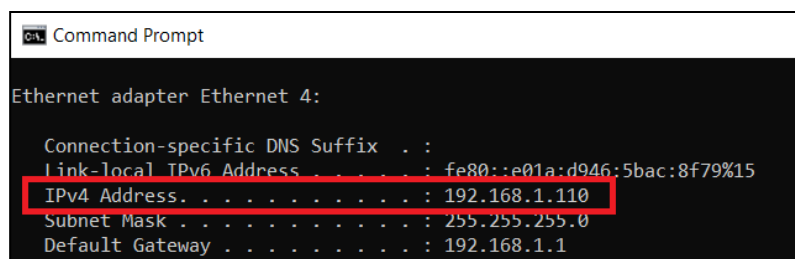 Command Prompt
Ethernet adapter Ethernet 4:
Connection-specific DNS Suffix  . :
Link-local IPv6 Address . . . . . : fe80::e01a:d946:5bac:8f79%15
IPv4 Address. . . . . . . . . . . : 192.168.1.110
Subnet Mask . . . . . . . . . . . : 255.255.255.0
Default Gateway . . . . . . . . . : 192.168.1.1